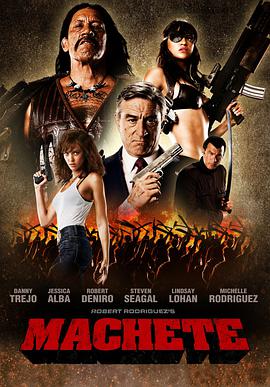 DANNY TREJO JESSICA ALBA ROBERT DENIRO STEVEN SEAGAL LINDSAY LOHAN MICHELLE RODRIGUEZ
ROBERT RODRIGUEZ'S
MACHETE